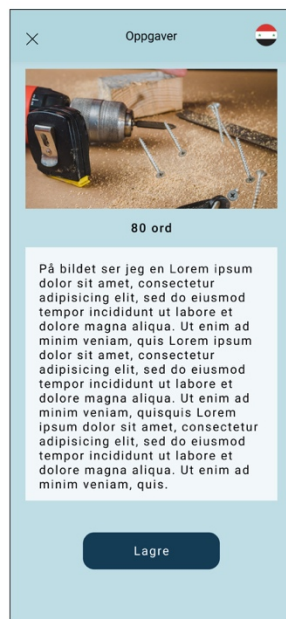 Oppgaver
80 ord
På bildet ser jeg en Lorem ipsum
dolor sit amet, consectetur
adipisicing elit, sed do eiusmod
tempor incididunt ut labore et
dolore magna aliqua. Ut enim ad
minim veniam, quis Lorem ipsum
dolor sit amet, consectetur
adipisicing elit, sed do eiusmod
tempor incididunt ut labore et
dolore magna aliqua. Ut enim ad
minim veniam, quisquis Lorem
ipsum dolor sit amet, consectetur
adipisicing elit, sed do eiusmod
tempor incididunt ut labore et
dolore magna aliqua. Ut enim ad
minim veniam, quis.
Lagre